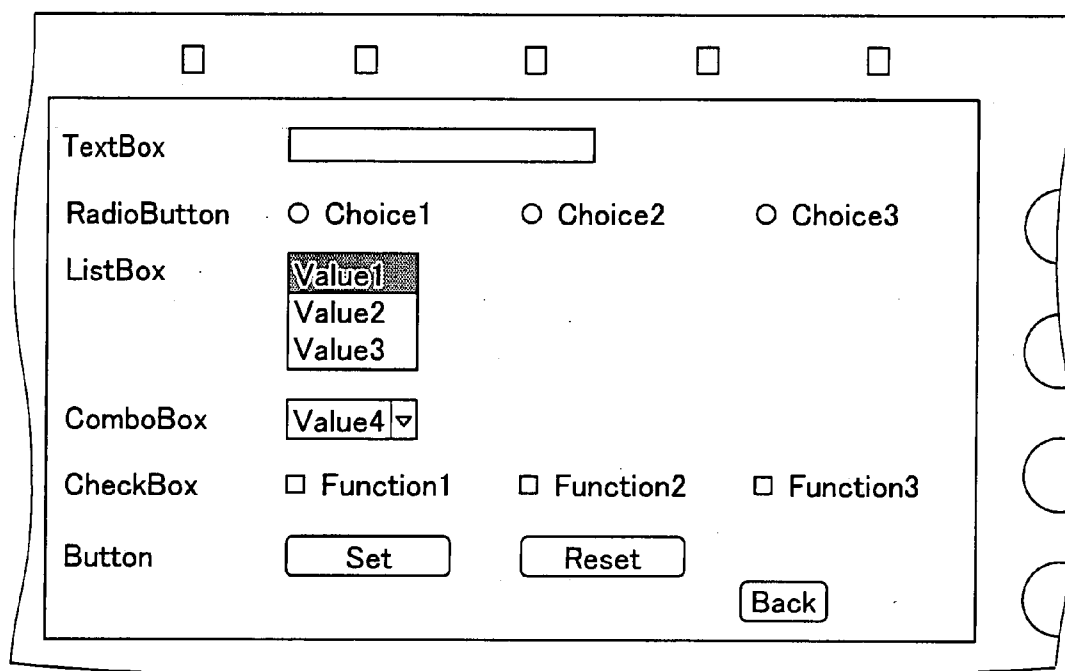 TextBox
RadioButton Choice1 Choice2 Choice3
ListBox Value1
Value2
Value3
ComboBox Value4
CheckBox Function1 Function2 Function3
Button Set Reset
Back